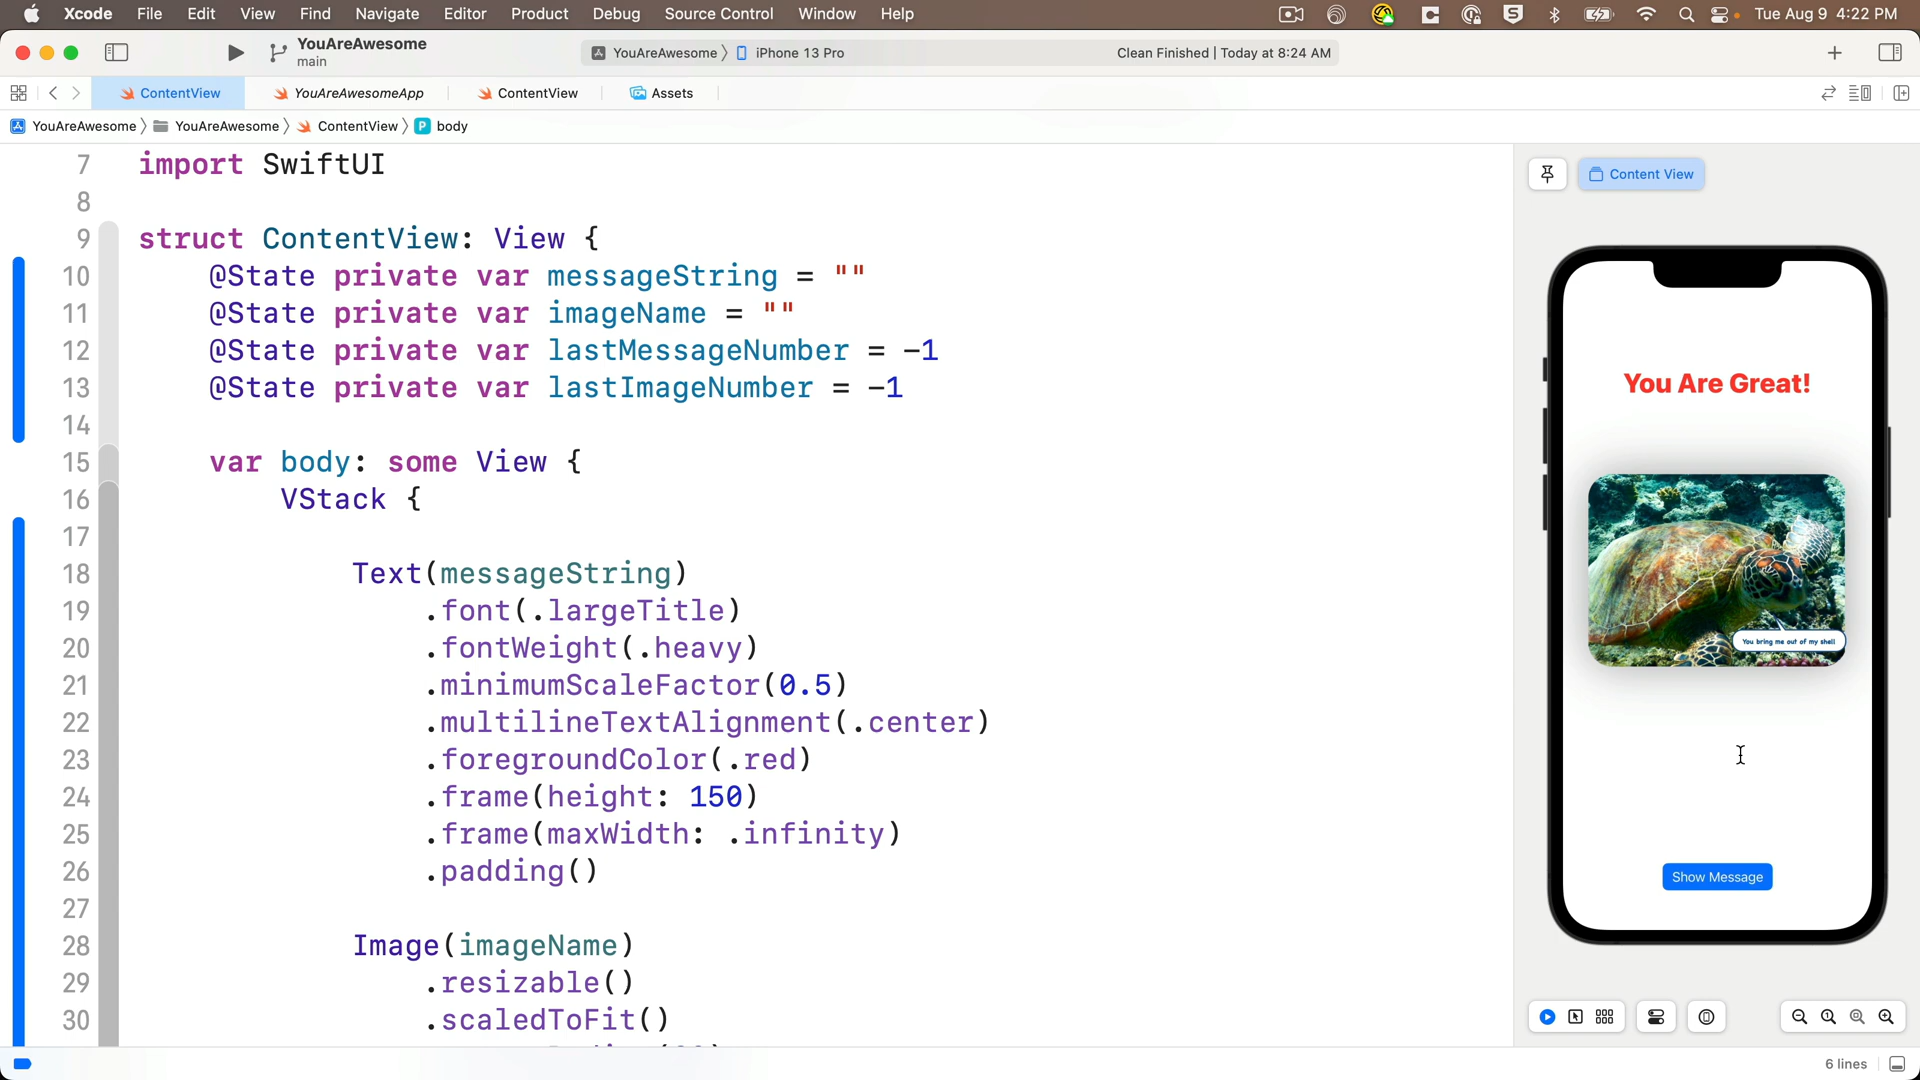 Xcode File Edit View Find Navigate Editor Product Debug Source Control Window Help Tue Aug 9 4:22 PM
YouAreAwesome
main
YouAreAwesome 〉 iPhone 13 Pro Clean Finished | Today at 8:24 AM
ContentView YouAreAwesomeApp ContentView Assets
YouAreAwesome 〉 YouAreAwesome 〉 ContentView 〉 P body
7 import SwiftUI
8
9 struct ContentView: View {
10 @State private var messageString = ""
11 @State private var imageName = ""
12 @State private var lastMessageNumber = -1
13 @State private var lastImageNumber = -1
14
15 var body: some View {
16 VStack {
17
18 Text(messageString)
19 .font(.largeTitle)
20 .fontWeight(.heavy)
21 .minimumScaleFactor(0.5)
22 .multilineTextAlignment(.center)
23 .foregroundColor(.red)
24 .frame(height: 150)
25 .frame(maxWidth: .infinity)
26 .padding()
27
28 Image(imageName)
29 .resizable()
30 .scaledToFit()
Content View
You Are Great!
You bring me out of my shell
Show Message
6 lines